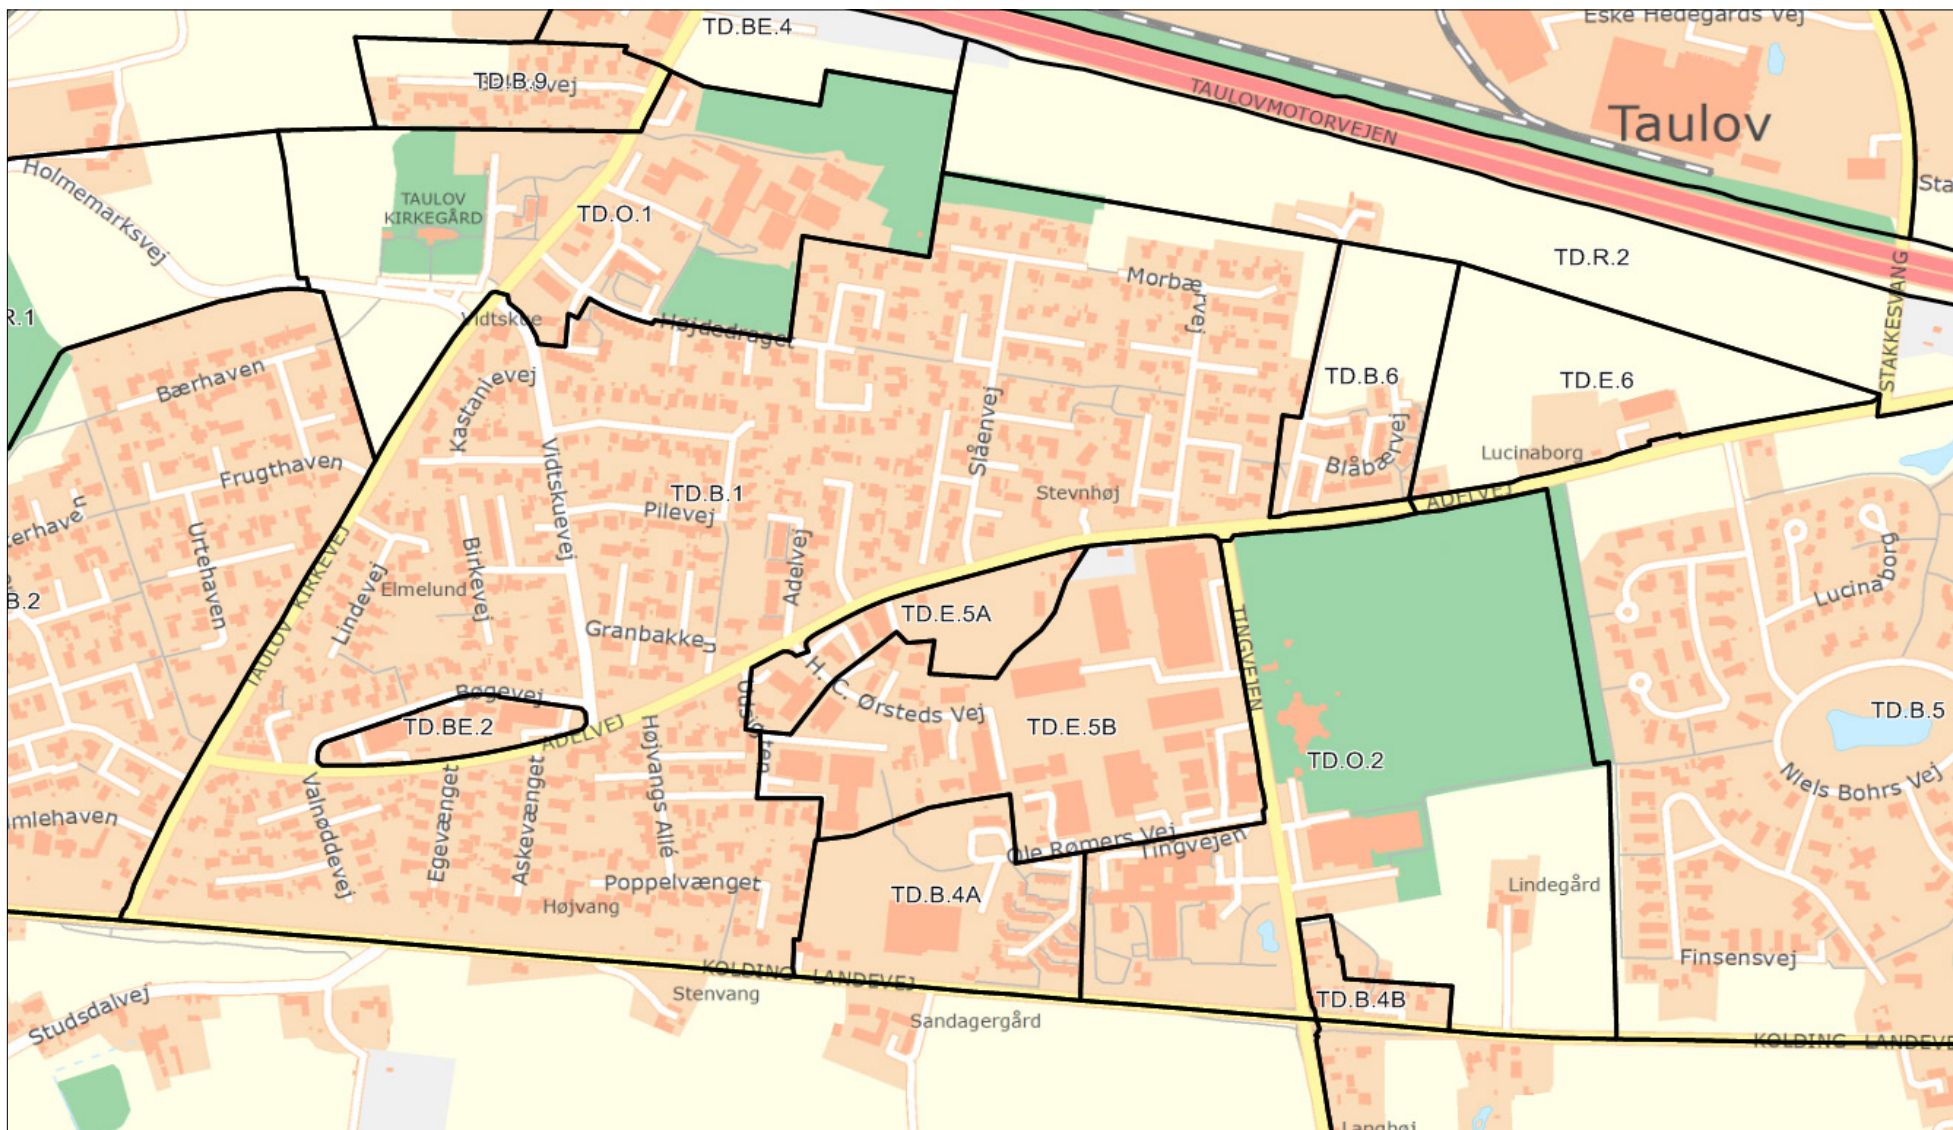 Eske Hedegårds Vej
TD.BE.4
TD.B.9
TAULOVMOTORVEJEN
Taulov
Holmemarksvej
TAULOV
KIRKEGÅRD
Sta
TD.O.1
TD.R.2
Morbærvej
R.1
Vidtskue
Højdedraget
STAKKESVANG
Bærhaven
Kastanievej
TD.B.6
TD.E.6
Slåenvej
Blåbærvej
Lucinaborg
Frugthaven
Vidtskuevej
TD.B.1
Stevnhøj
ADELVEJ
Pilevej
Urtehaven
TAULOV KIRKEVEJ
Lindevej
Birkevej
Elmelund
Adelvej
Lucinaborg
B.2
Granbakken
TD.E.5A
TINGVEJEN
H. C. Ørsteds Vej
Bøgevej
TD.BE.2
ADELVEJ
Højvangs Allé
Udsigten
TD.E.5B
TD.B.5
TD.O.2
Niels Bohrs Vej
Valnøddevej
Egevænget
Askevænget
mlehaven
Ole Rømers Vej
Tingvejen
Poppelvænget
TD.B.4A
Lindegård
Højvang
Finsensvej
KOLDING LANDEVEJ
Stenvang
TD.B.4B
Studsdalvej
Sandagergård
KOLDING LANDEVE
Langhøj